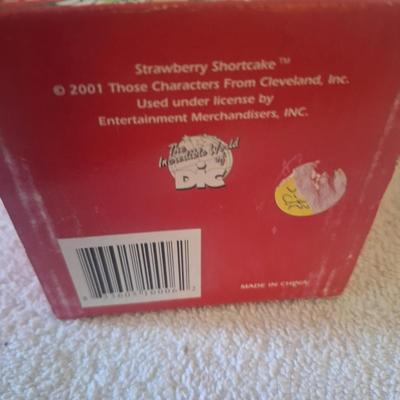 Strawberry Shortcake™
© 2001 Those Characters From Cleveland, Inc.
Used under license by
Entertainment Merchandisers, INC.
The
Incredible World
of
DIC
MADE IN CHINA